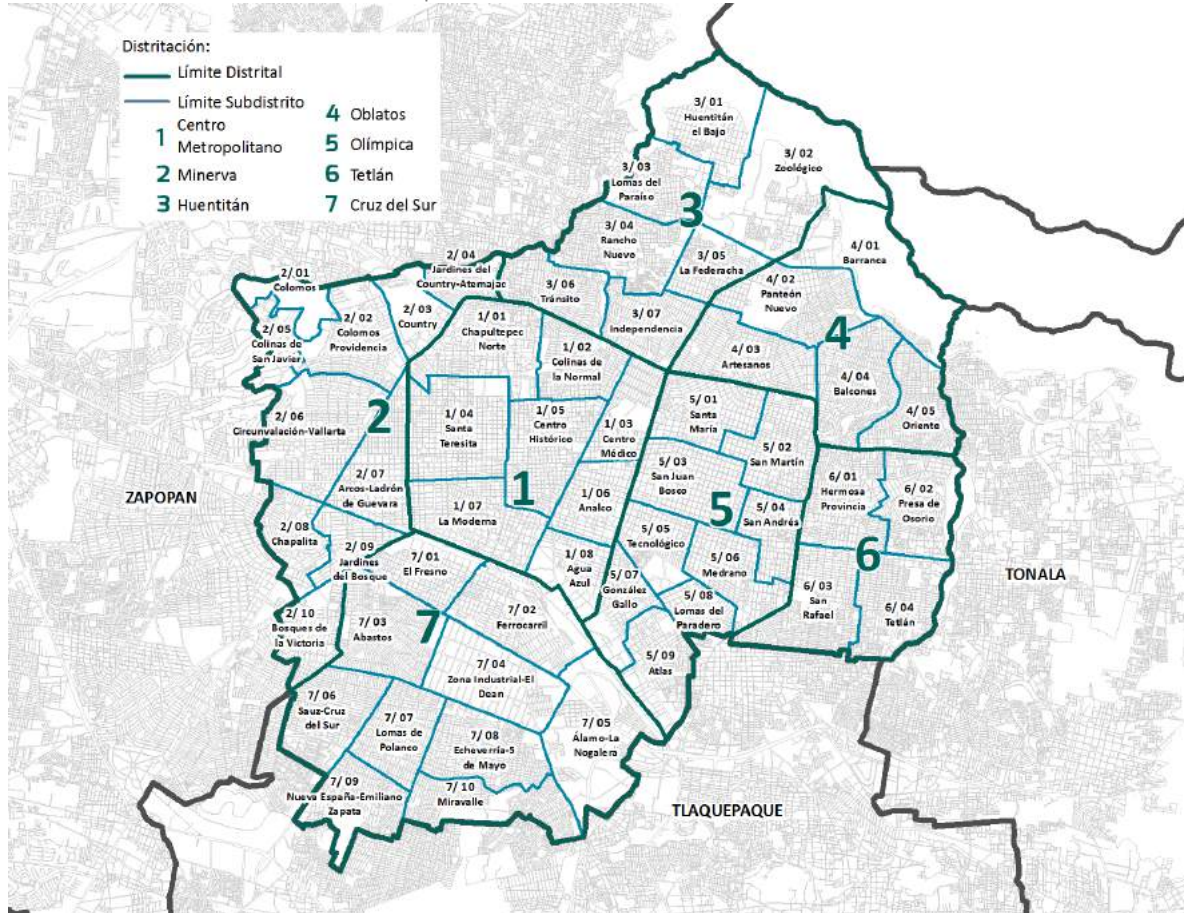 Distritación:
Límite Distrital
Límite Subdistrito
1 Centro
Metropolitano
2 Minerva
3 Huentitán
4 Oblatos
5 Olímpica
6 Tetlán
7 Cruz del Sur
3/ 01
Huentitán
el Bajo
3/ 02
Zoológico
3/ 03
Lomas del
Paraíso
3
3/ 04
Rancho
Nuevo
3/ 05
La Federacha
3/ 06
Tránsito
3/ 07
Independencia
4/ 01
Barranca
4/ 02
Panteón
Nuevo
4
4/ 03
Artesanos
4/ 04
Balcones
4/ 05
Oriente
2/ 01
Colomos
2/ 04
Jardines del
Country-Atemajac
2/ 02
Colomos
Providencia
2/ 03
Country
2/ 05
Colinas de
San Javier
2/ 06
Circunvalación-Vallarta
2
2/ 07
Arcos-Ladrón
de Guevara
2/ 08
Chapalita
2/ 09
Jardines
del Bosque
2/ 10
Bosques de
la Victoria
1/ 01
Chapultepec
Norte
1/ 02
Colinas de
la Normal
1/ 04
Santa
Teresita
1/ 05
Centro
Histórico
1/ 03
Centro
Médico
1
1/ 06
Analco
1/ 07
La Moderna
1/ 08
Agua
Azul
5/ 01
Santa
María
5/ 02
San Martín
5/ 03
San Juan
Bosco
5
5/ 04
San Andrés
5/ 05
Tecnológico
5/ 06
Medrano
5/ 07
González
Gallo
5/ 08
Lomas del
Paradero
5/ 09
Atlas
6/ 01
Hermosa
Provincia
6/ 02
Presa de
Osorio
6
6/ 03
San
Rafael
6/ 04
Tetlán
7/ 01
El Fresno
7/ 02
Ferrocarril
7/ 03
Abastos
7
7/ 04
Zona Industrial-El
Dean
7/ 05
Álamo-La
Nogalera
7/ 06
Sauz-Cruz
del Sur
7/ 07
Lomas de
Polanco
7/ 08
Echeverría-5
de Mayo
7/ 09
Nueva España-Emiliano
Zapata
7/ 10
Miravalle
ZAPOPAN
TONALA
TLAQUEPAQUE